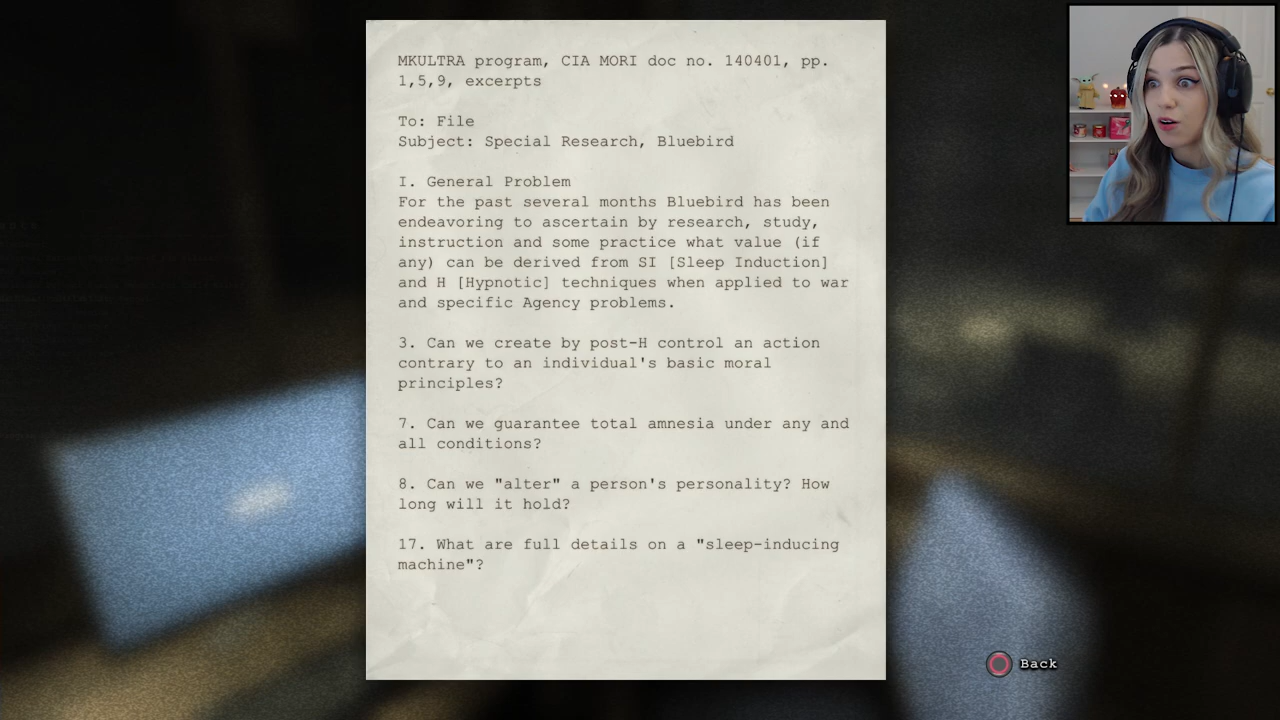 MKULTRA program, CIA MORI doc no. 140401, pp.
1,5,9, excerpts
To: File
Subject: Special Research, Bluebird
I. General Problem
For the past several months Bluebird has been
endeavoring to ascertain by research, study,
instruction and some practice what value (if
any) can be derived from SI [Sleep Induction]
and H [Hypnotic] techniques when applied to war
and specific Agency problems.
3. Can we create by post-H control an action
contrary to an individual's basic moral
principles?
7. Can we guarantee total amnesia under any and
all conditions?
8. Can we "alter" a person's personality? How
long will it hold?
17. What are full details on a "sleep-inducing
machine"?
Back